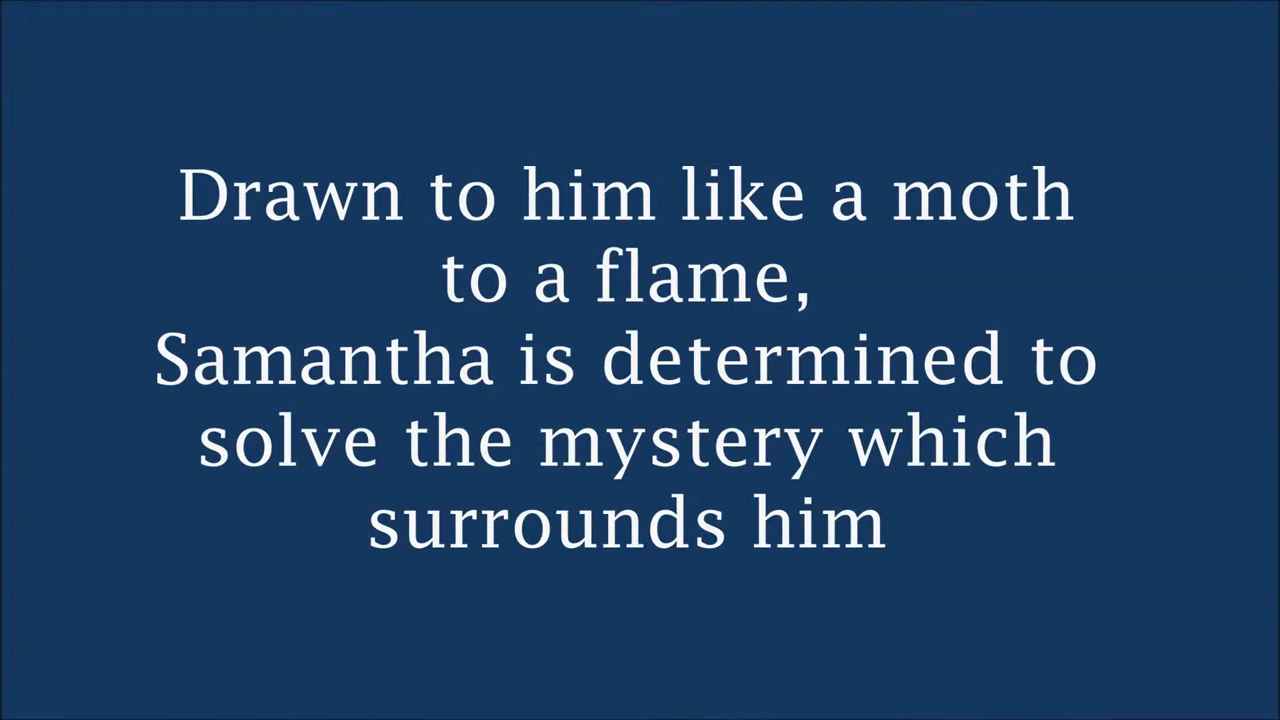 Drawn to him like a moth
to a flame,
Samantha is determined to
solve the mystery which
surrounds him